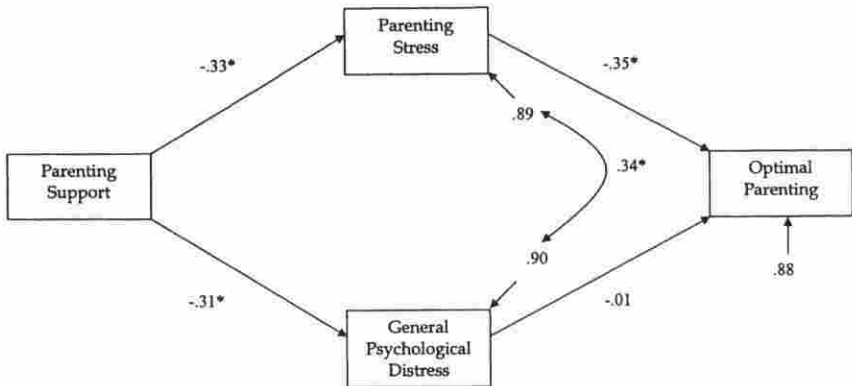 Parenting
Stress
-.33*
-.35*
.89
Parenting
Support
.34*
Optimal
Parenting
.90
.88
-.31*
-.01
General
Psychological
Distress